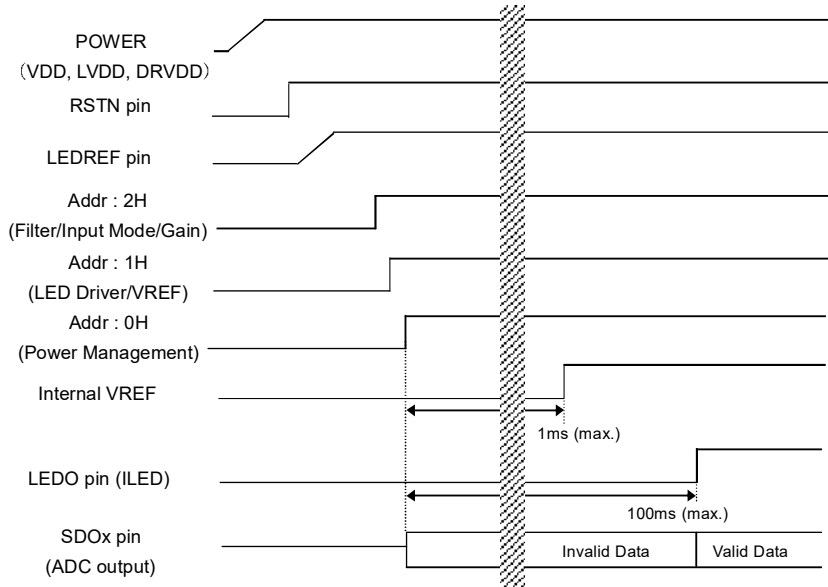 POWER
（VDD, LVDD, DRVDD）
RSTN pin
LEDREF pin
Addr : 2H
(Filter/Input Mode/Gain)
Addr : 1H
(LED Driver/VREF)
Addr : 0H
(Power Management)
Internal VREF
1ms (max.)
LEDO pin (ILED)
100ms (max.)
SDOx pin
(ADC output)
Invalid Data
Valid Data